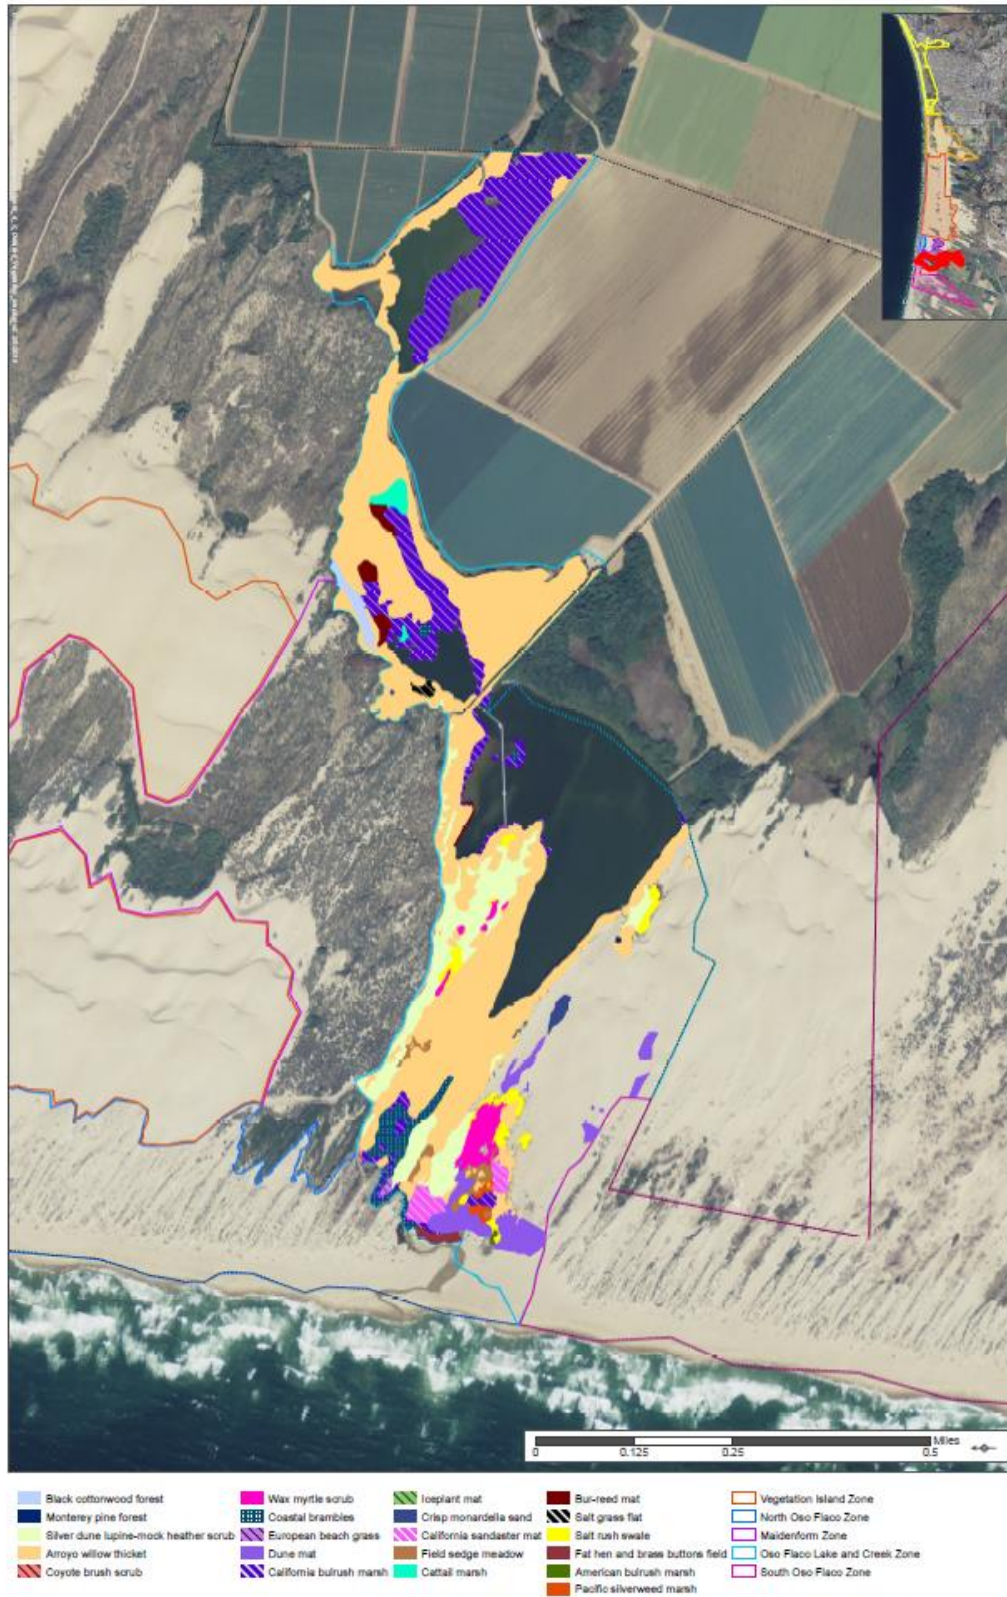 Miles
0 0.125 0.25 0.5
Black cottonwood forest
Monterey pine forest
Silver dune lupine-mock heather scrub
Arroyo willow thicket
Coyote brush scrub
Wax myrtle scrub
Coastal brambles
European beach grass
Dune mat
California bulrush marsh
Iceplant mat
Crisp monardella sand
California sandaster mat
Field sedge meadow
Cattail marsh
Bur-reed mat
Salt grass flat
Salt rush swale
Fat hen and brass buttons field
American bulrush marsh
Pacific silverweed marsh
Vegetation Island Zone
North Oso Flaco Zone
Maidenform Zone
Oso Flaco Lake and Creek Zone
South Oso Flaco Zone